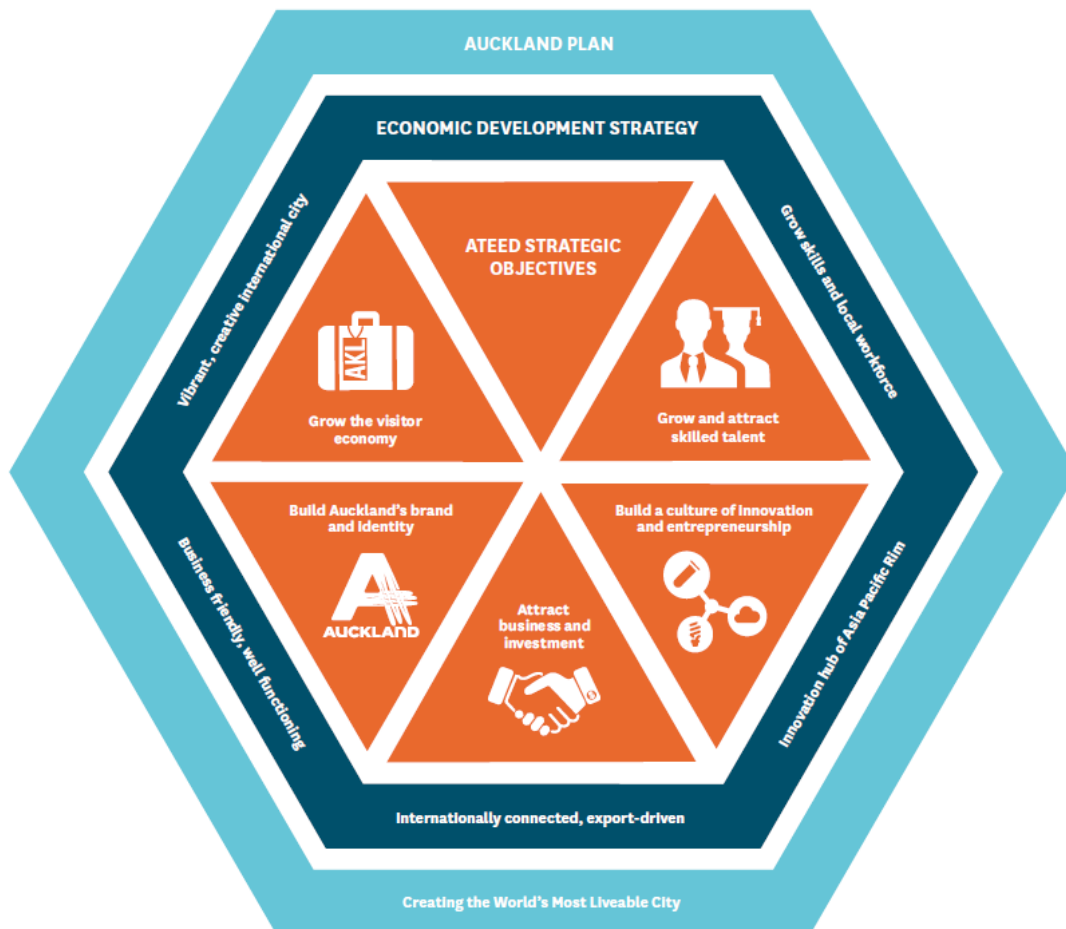 AUCKLAND PLAN
ECONOMIC DEVELOPMENT STRATEGY
Vibrant, creative international city
Grow skills and local workforce
ATEED STRATEGIC
OBJECTIVES
AKL
Grow the visitor
economy
Grow and attract
skilled talent
Build Auckland's brand
and identity
AUCKLAND
Build a culture of innovation
and entrepreneurship
Attract
business and
investment
Business friendly, well functioning
Innovation hub of Asia Pacific Rim
Internationally connected, export-driven
Creating the World's Most Liveable City